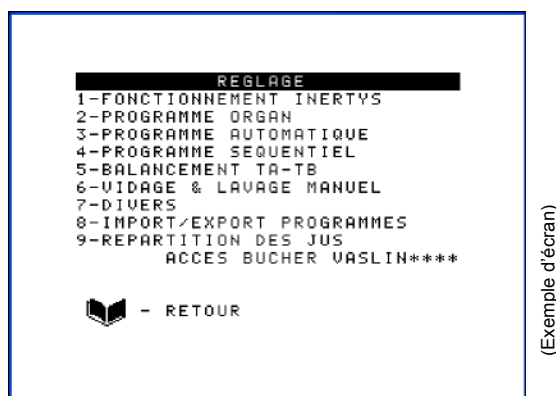 REGLAGE
1-FONCTIONNEMENT INERTYS
2-PROGRAMME ORGAN
3-PROGRAMME AUTOMATIQUE
4-PROGRAMME SEQUENTIEL
5-BALANCEMENT TA-TB
6-VIDAGE & LAVAGE MANUEL
7-DIVERS
8-IMPORT/EXPORT PROGRAMMES
9-REPARTITION DES JUS
ACCES BUCHER VASLIN****
- RETOUR
(Exemple d'écran)